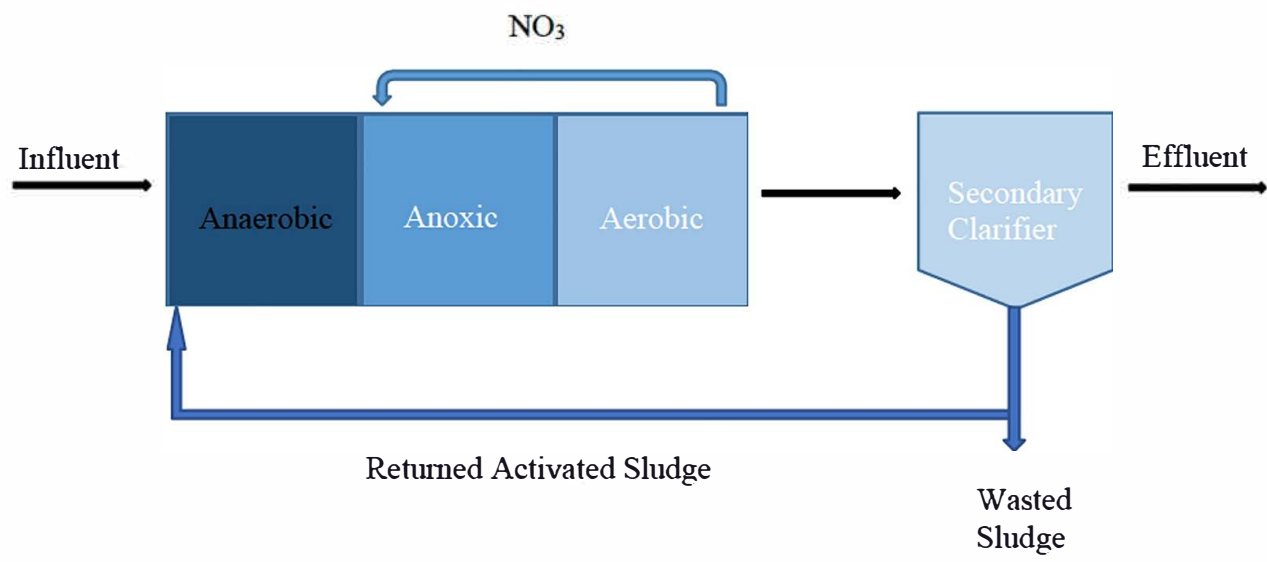 NO₃
Influent
Anaerobic
Anoxic
Aerobic
Secondary
Clarifier
Effluent
Returned Activated Sludge
Wasted
Sludge